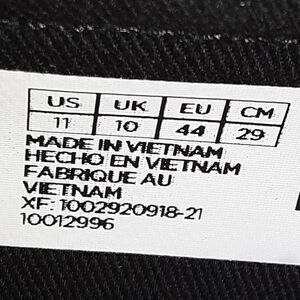 US UK EU CM
11 10 44 29
MADE IN VIETNAM
HECHO EN VIETNAM
FABRIQUE AU
VIETNAM
XF: 1002920918-21
10012996